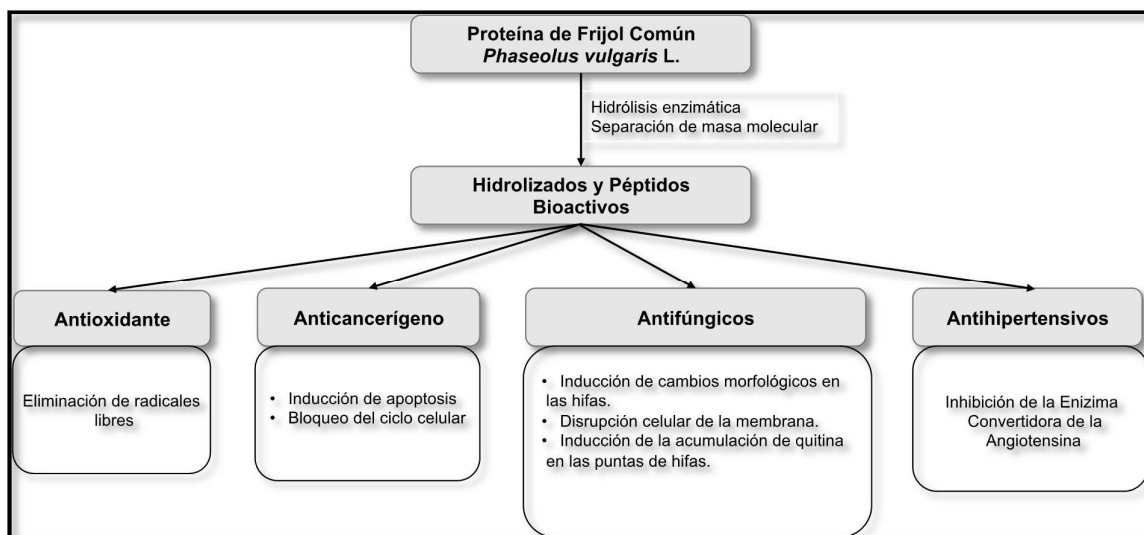 Proteína de Frijol Común
Phaseolus vulgaris L.
Hidrólisis enzimática
Separación de masa molecular
Hidrolizados y Péptidos
Bioactivos
Antioxidante
Eliminación de radicales
libres
Anticancerígeno
• Inducción de apoptosis
• Bloqueo del ciclo celular
Antifúngicos
• Inducción de cambios morfológicos en
las hifas.
• Disrupción celular de la membrana.
• Inducción de la acumulación de quitina
en las puntas de hifas.
Antihipertensivos
Inhibición de la Enizima
Convertidora de la
Angiotensina